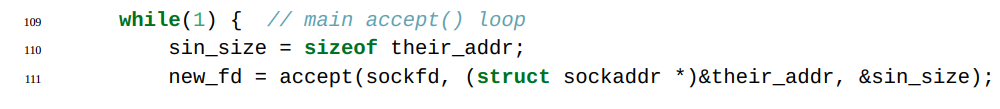 109 while(1) { // main accept() loop
110 sin_size = sizeof their_addr;
111 new_fd = accept(sockfd, (struct sockaddr *)&their_addr, &sin_size);